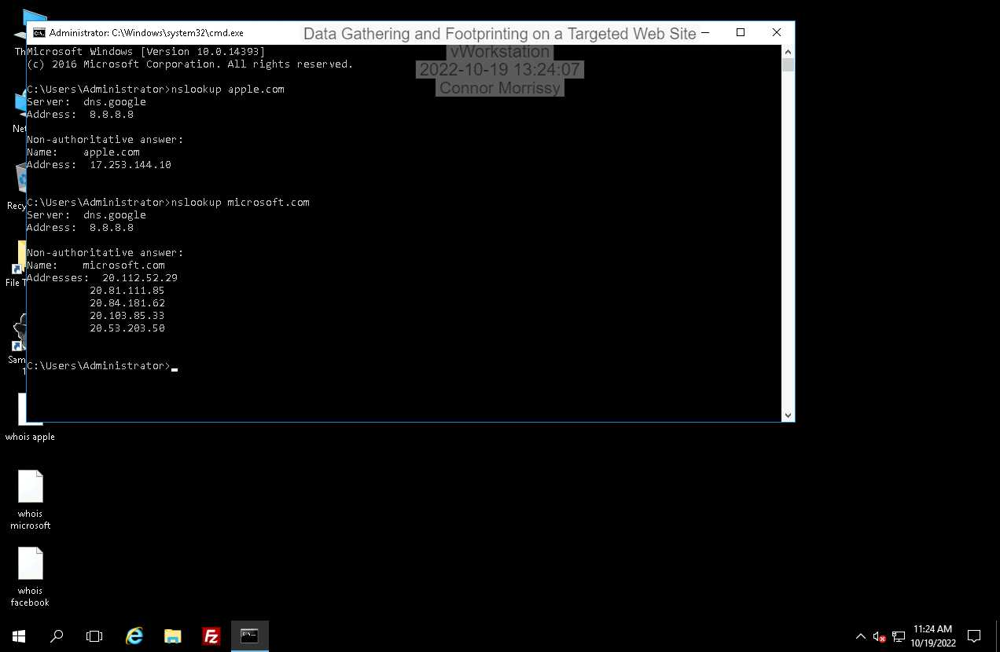 Administrator: C:\Windows\system32\cmd.exe
Data Gathering and Footprinting on a Targeted Web Site
vWorkstation
2022-10-19 13:24:07
Connor Morrissy
Microsoft Windows [Version 10.0.14393]
(c) 2016 Microsoft Corporation. All rights reserved.
C:\Users\Administrator>nslookup apple.com
Server:  dns.google
Address:  8.8.8.8
Non-authoritative answer:
Name:    apple.com
Address:  17.253.144.10
C:\Users\Administrator>nslookup microsoft.com
Server:  dns.google
Address:  8.8.8.8
Non-authoritative answer:
Name:    microsoft.com
Addresses:  20.112.52.29
20.81.111.85
20.84.181.62
20.103.85.33
20.53.203.50
C:\Users\Administrator>
Th
Net
Recy
File T
Sam
whois apple
whois
microsoft
whois
facebook
11:24 AM
10/19/2022